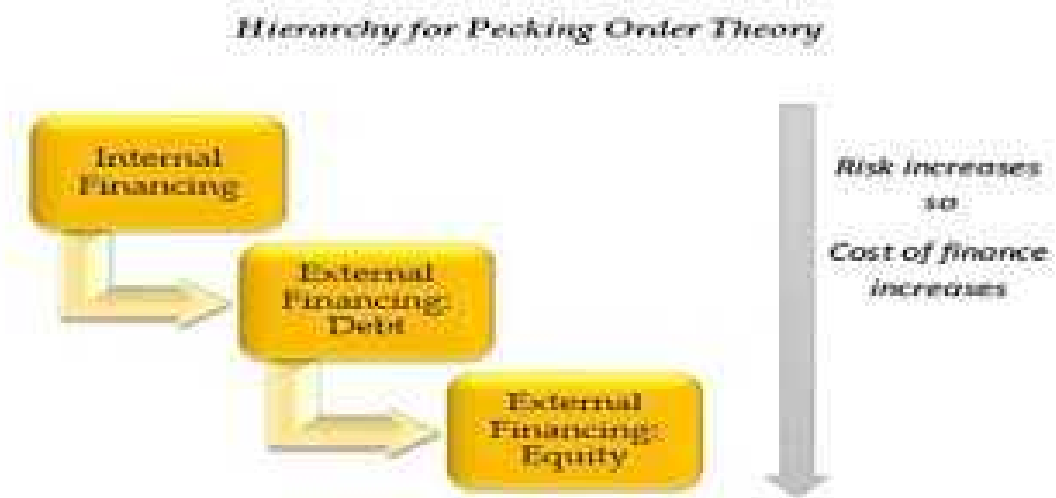 Hierarchy for Pecking Order Theory
Internal
Financing
External
Financing:
Debt
External
Financing:
Equity
Risk increases
so
Cost of finance
increases